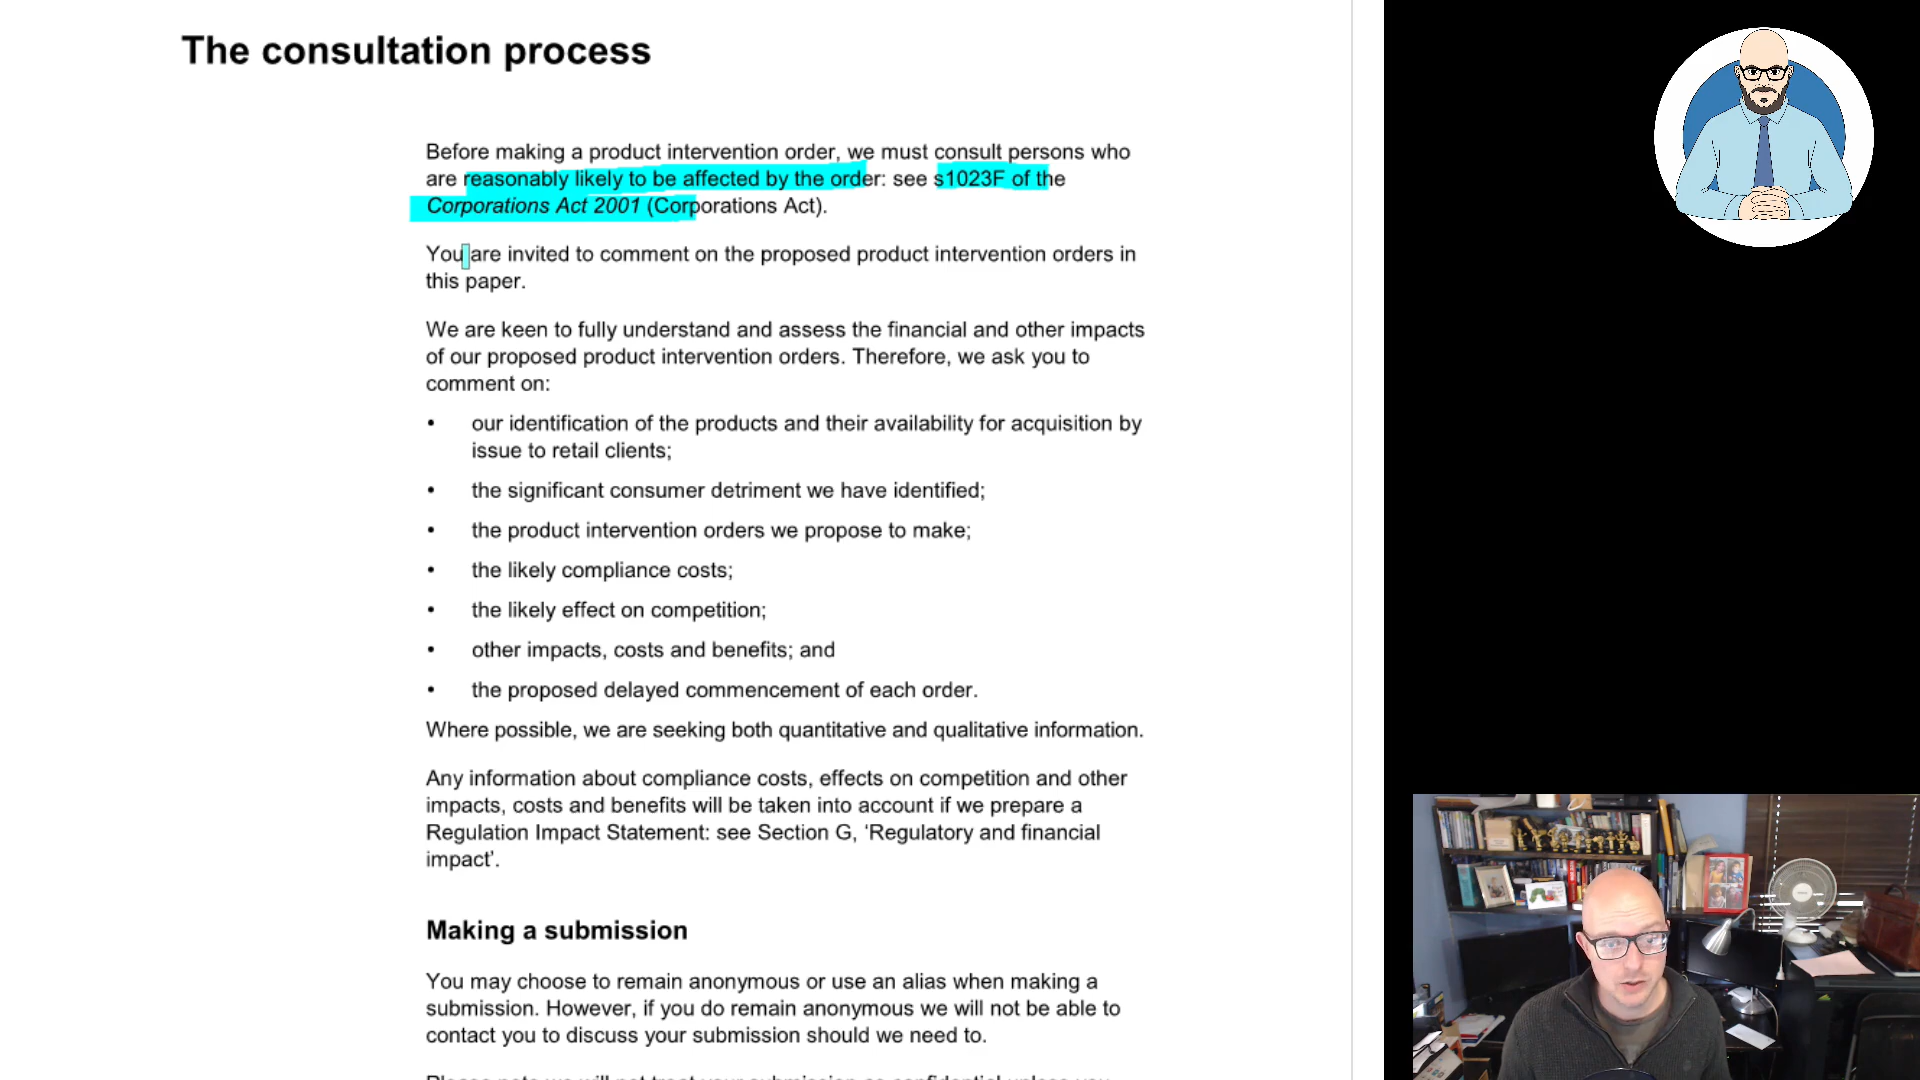 The consultation process
Before making a product intervention order, we must consult persons who
are reasonably likely to be affected by the order: see s1023F of the
Corporations Act 2001 (Corporations Act).
You are invited to comment on the proposed product intervention orders in
this paper.
We are keen to fully understand and assess the financial and other impacts
of our proposed product intervention orders. Therefore, we ask you to
comment on:
• our identification of the products and their availability for acquisition by
issue to retail clients;
• the significant consumer detriment we have identified;
• the product intervention orders we propose to make;
• the likely compliance costs;
• the likely effect on competition;
• other impacts, costs and benefits; and
• the proposed delayed commencement of each order.
Where possible, we are seeking both quantitative and qualitative information.
Any information about compliance costs, effects on competition and other
impacts, costs and benefits will be taken into account if we prepare a
Regulation Impact Statement: see Section G, ‘Regulatory and financial
impact’.
Making a submission
You may choose to remain anonymous or use an alias when making a
submission. However, if you do remain anonymous we will not be able to
contact you to discuss your submission should we need to.